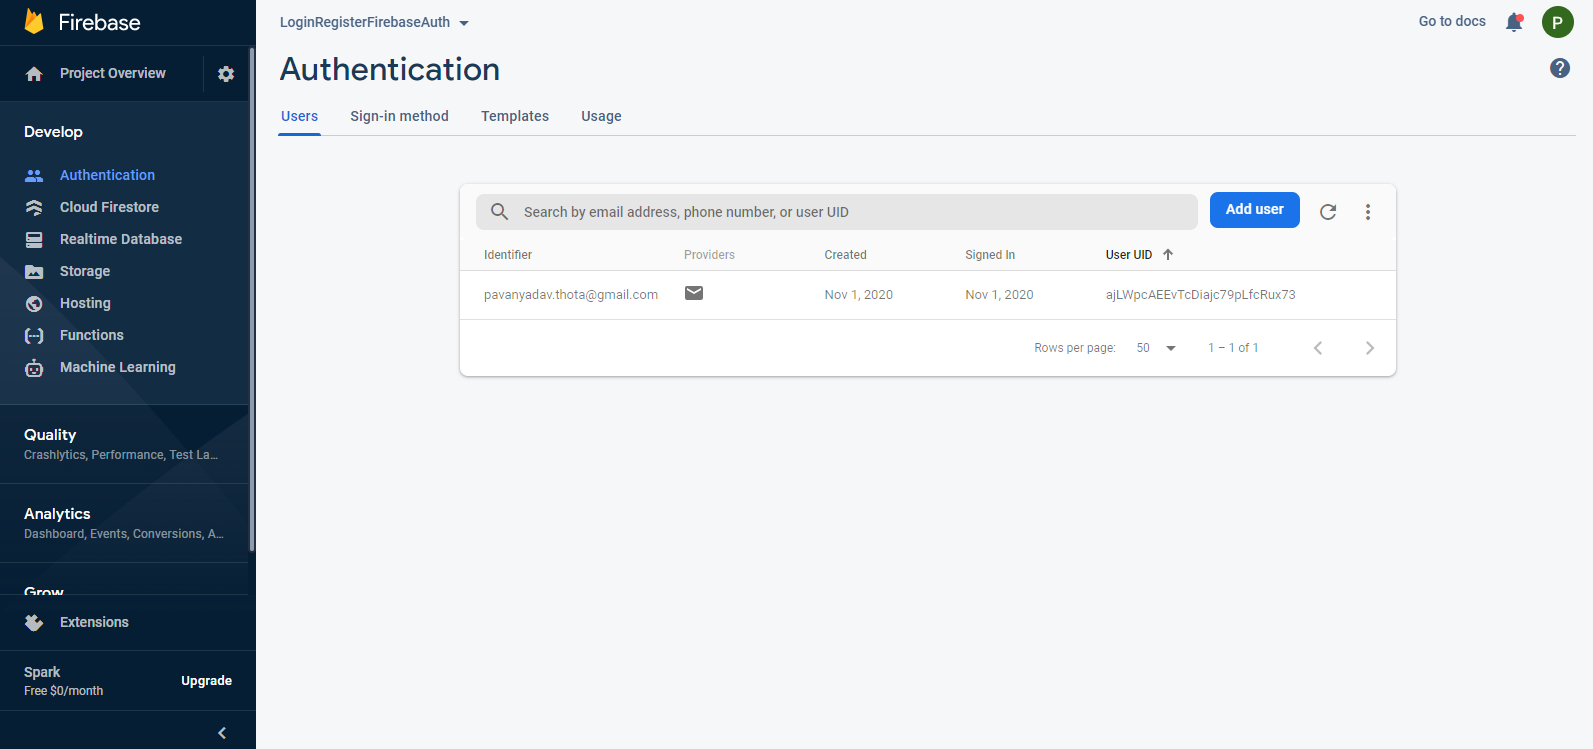 Firebase
Project Overview
Develop
Authentication
Cloud Firestore
Realtime Database
Storage
Hosting
Functions
Machine Learning
Quality
Crashlytics, Performance, Test La...
Analytics
Dashboard, Events, Conversions, A...
Grow
Extensions
Spark
Free $0/month
Upgrade
LoginRegisterFirebaseAuth
Go to docs
P
Authentication
Users Sign-in method Templates Usage
Search by email address, phone number, or user UID
Add user
Identifier Providers Created Signed In User UID
pavanyadav.thota@gmail.com Nov 1, 2020 Nov 1, 2020 ajLWpcAEEvTcDiajc79pLfcRux73
Rows per page: 50 1 – 1 of 1